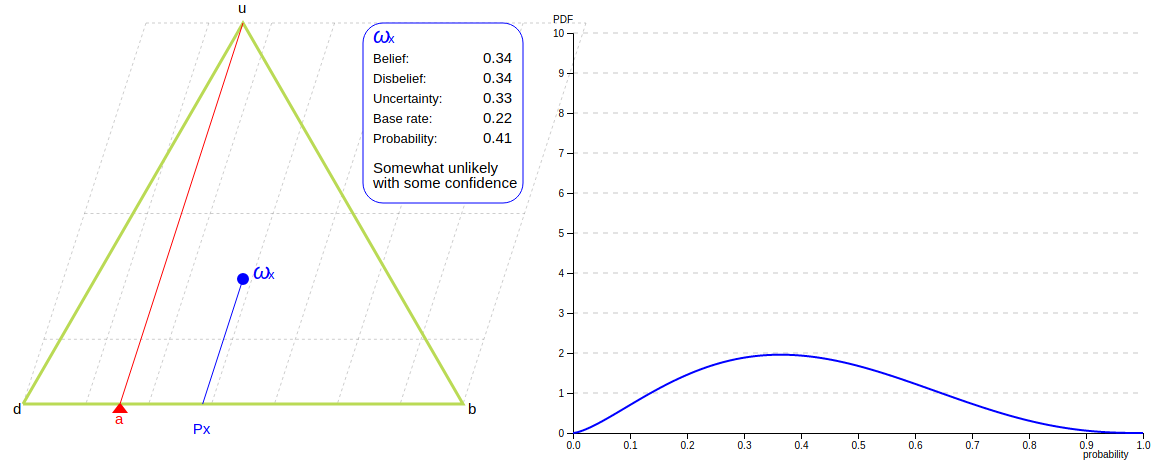 u
ωx
Belief: 0.34
Disbelief: 0.34
Uncertainty: 0.33
Base rate: 0.22
Probability: 0.41
Somewhat unlikely
with some confidence
ωx
d
a
b
Px
PDF
10
9
8
7
6
5
4
3
2
1
0
0.0 0.1 0.2 0.3 0.4 0.5 0.6 0.7 0.8 0.9 1.0
probability